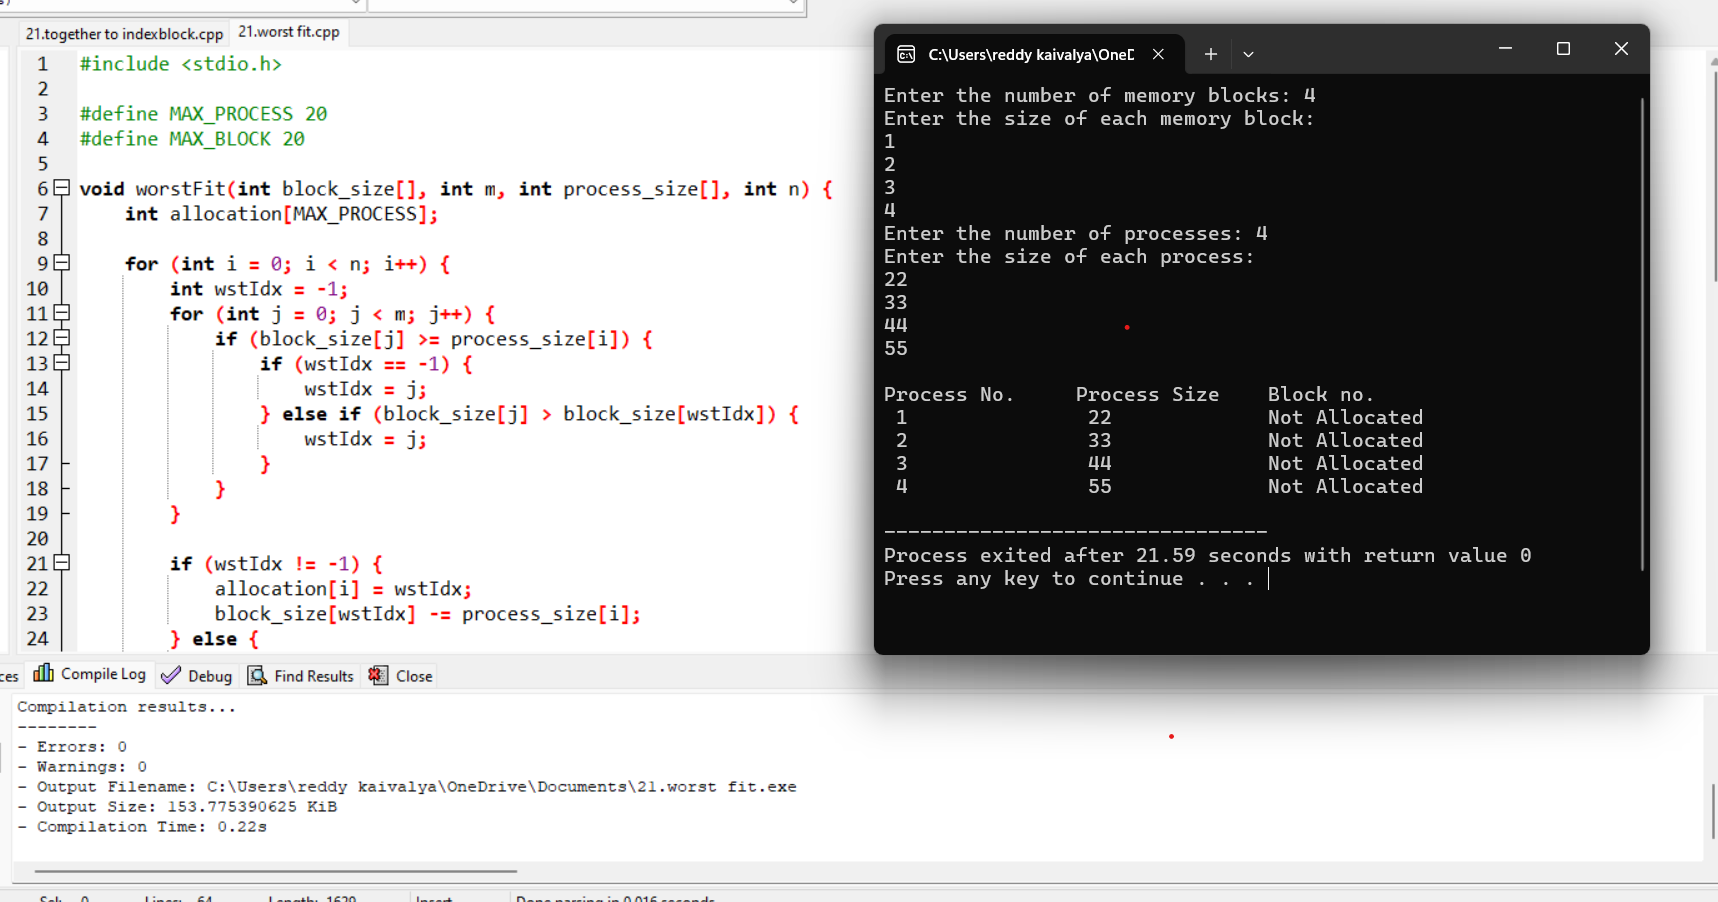 21.together to indexblock.cpp 21.worst fit.cpp
1 #include <stdio.h>
2
3 #define MAX_PROCESS 20
4 #define MAX_BLOCK 20
5
6 void worstFit(int block_size[], int m, int process_size[], int n) {
7 int allocation[MAX_PROCESS];
8
9 for (int i = 0; i < n; i++) {
10 int wstIdx = -1;
11 for (int j = 0; j < m; j++) {
12 if (block_size[j] >= process_size[i]) {
13 if (wstIdx == -1) {
14 wstIdx = j;
15 } else if (block_size[j] > block_size[wstIdx]) {
16 wstIdx = j;
17 }
18 }
19 }
20
21 if (wstIdx != -1) {
22 allocation[i] = wstIdx;
23 block_size[wstIdx] -= process_size[i];
24 } else {
C:\Users\reddy kaivalya\OneD
Enter the number of memory blocks: 4
Enter the size of each memory block:
1
2
3
4
Enter the number of processes: 4
Enter the size of each process:
22
33
44
55
Process No. Process Size Block no.
1 22 Not Allocated
2 33 Not Allocated
3 44 Not Allocated
4 55 Not Allocated
--------------------------------
Process exited after 21.59 seconds with return value 0
Press any key to continue . . .
Compile Log Debug Find Results Close
Compilation results...
--------
- Errors: 0
- Warnings: 0
- Output Filename: C:\Users\reddy kaivalya\OneDrive\Documents\21.worst fit.exe
- Output Size: 153.775390625 KiB
- Compilation Time: 0.22s
Sel: 0 Lines: 64 Length: 1629 Insert Done parsing in 0.016 seconds